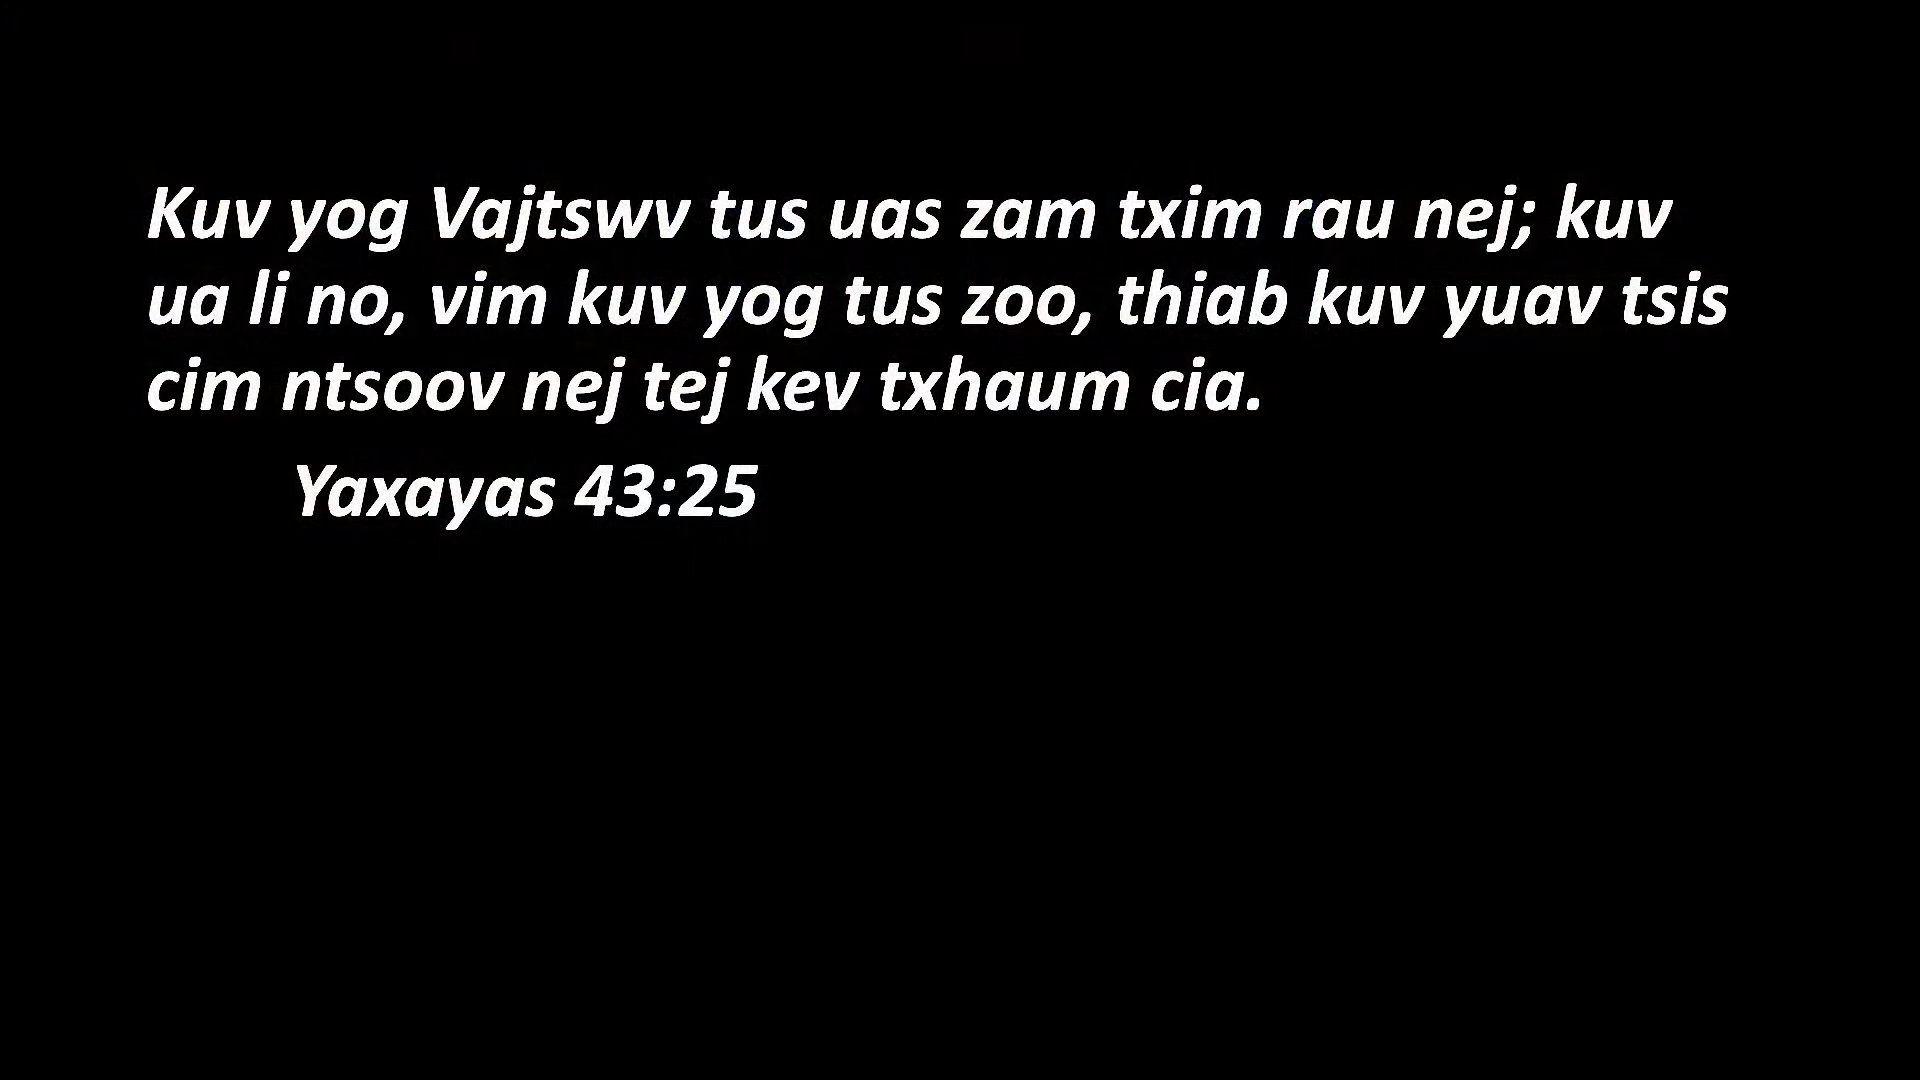 Kuv yog Vajtswv tus uas zam txim rau nej; kuv
ua li no, vim kuv yog tus zoo, thiab kuv yuav tsis
cim ntsoov nej tej kev txhaum cia.
Yaxayas 43:25